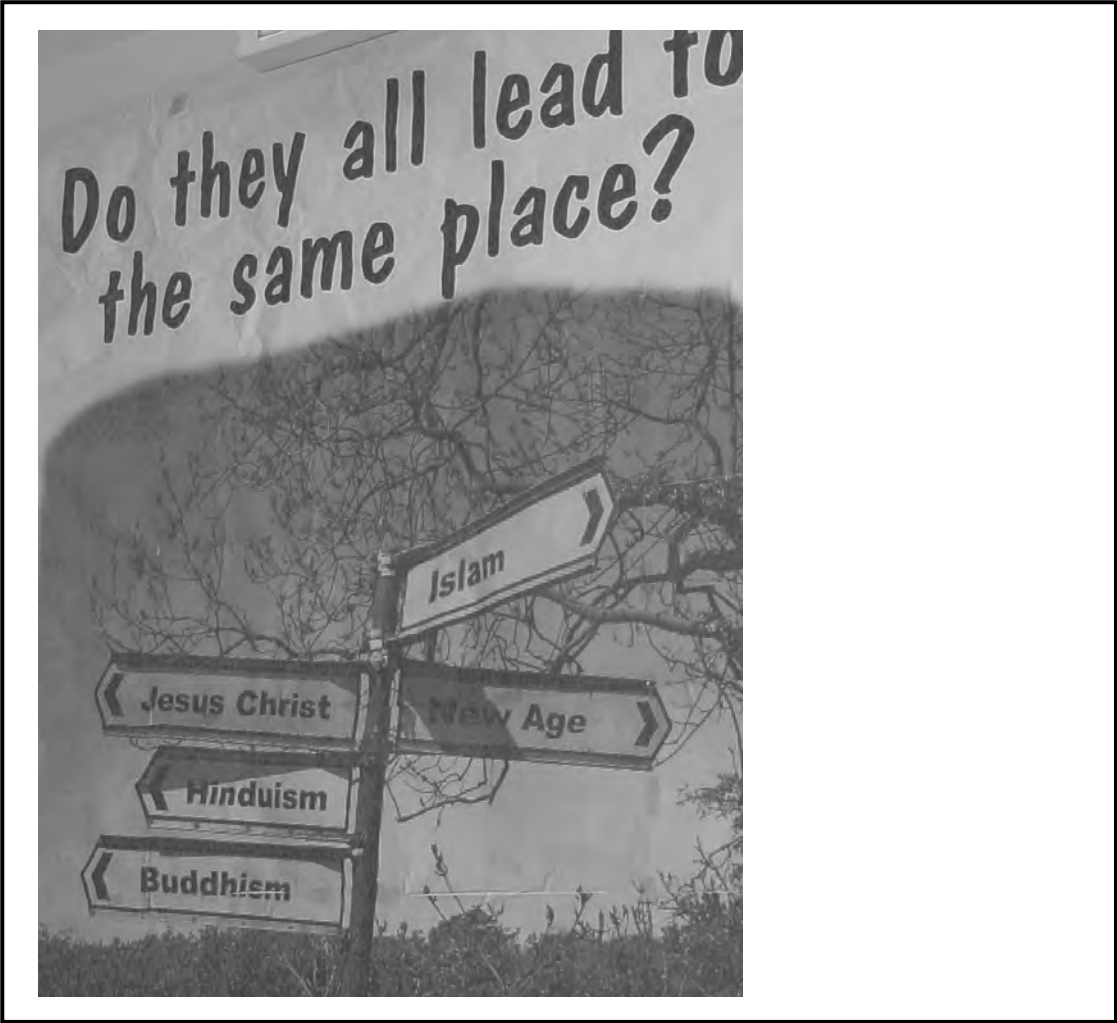 Do they all lead to
the same place?
Islam
Jesus Christ
New Age
Hinduism
Buddhism